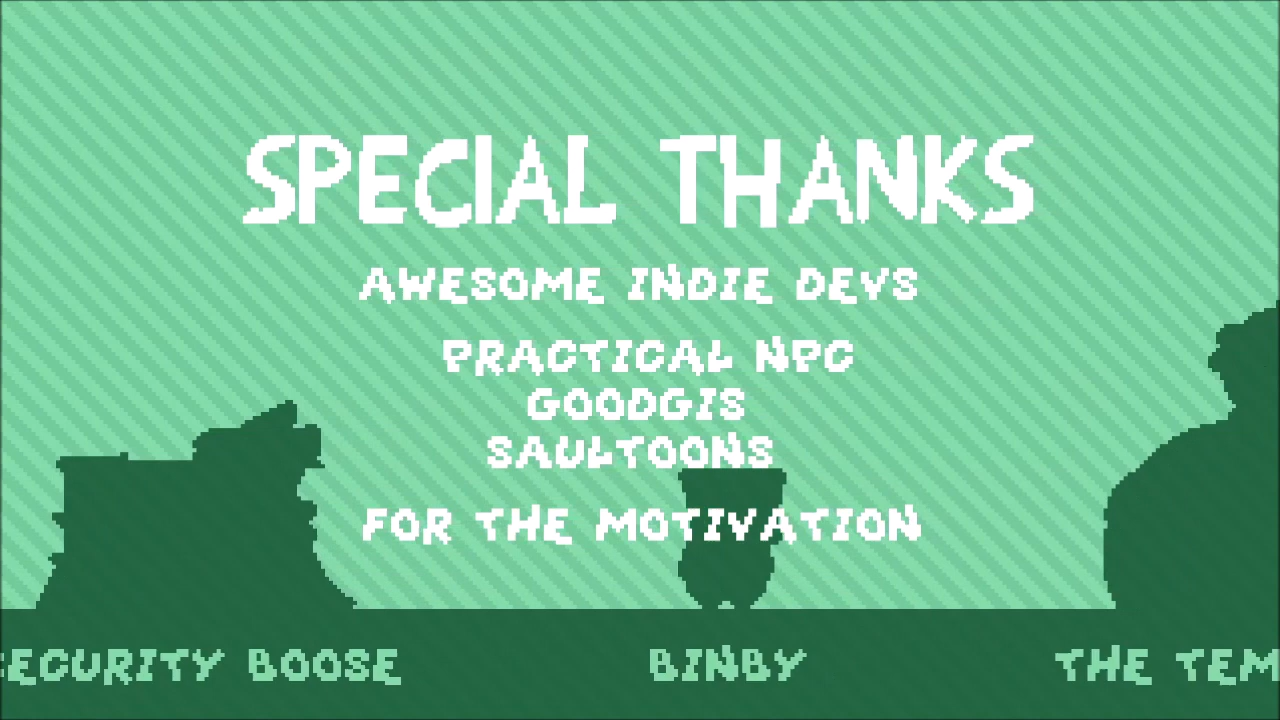 SPECIAL THANKS
AWESOME INDIE DEVS
PRACTICAL NPC
GOODGIS
SAULTOONS
FOR THE MOTIVATION
ECURITY BOOSE
BINBY
THE TEM